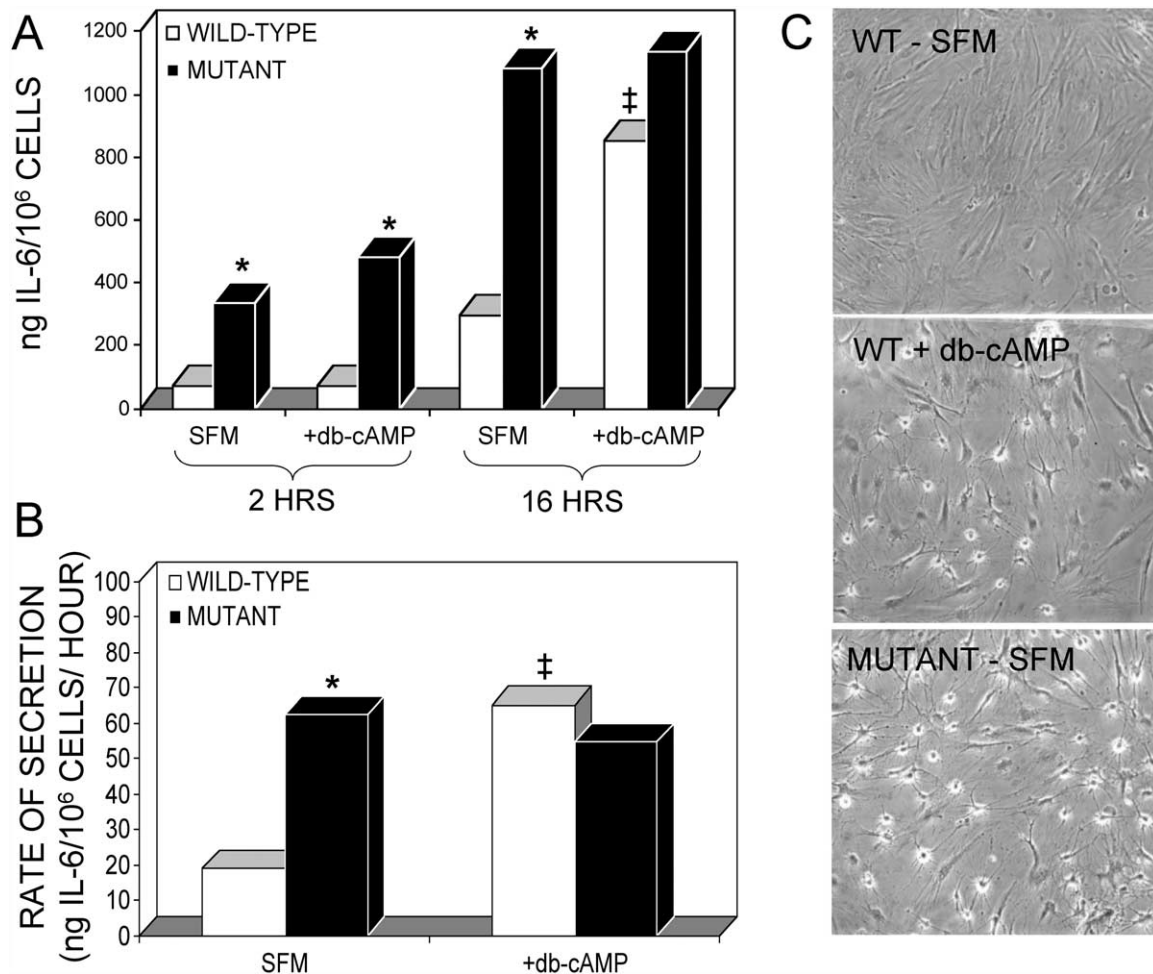 A
ng IL-6/10⁶ CELLS
1200
1000
800
600
400
200
0
WILD-TYPE
MUTANT
*
*
*
‡
SFM
+db-cAMP
SFM
+db-cAMP
2 HRS
16 HRS
B
RATE OF SECRETION
(ng IL-6/10⁶ CELLS/ HOUR)
100
90
80
70
60
50
40
30
20
10
0
WILD-TYPE
MUTANT
*
‡
SFM
+db-cAMP
C
WT - SFM
WT + db-cAMP
MUTANT - SFM